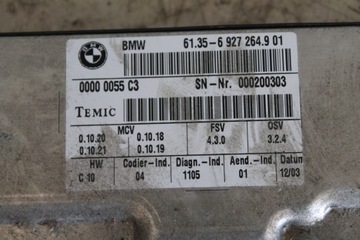 BMW 61.35-6 927 264.9 01
0000 0055 C3 SN-Nr. 000200303
TEMIC
MCV FSV OSV
0.10.20 0.10.18 4.3.0 3.2.4
0.10.21 0.10.19
HW Codier-Ind. Diagn.-Ind. Aend.-Ind. Datum
C 10 04 1105 01 12/03